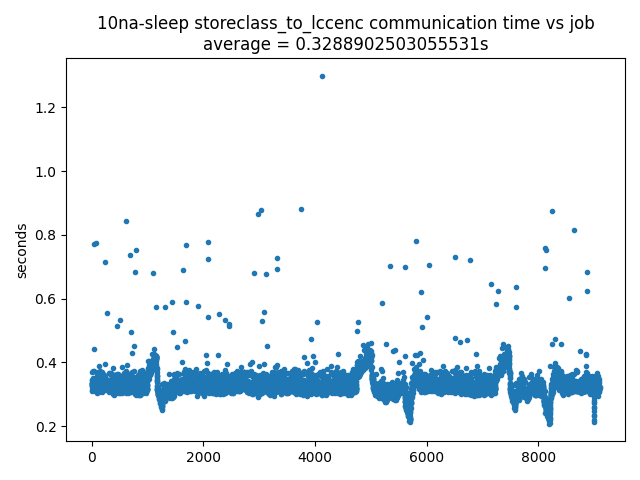 10na-sleep storeclass_to_lccenc communication time vs job
average = 0.3288902503055531s
seconds
1.2
1.0
0.8
0.6
0.4
0.2
0 2000 4000 6000 8000